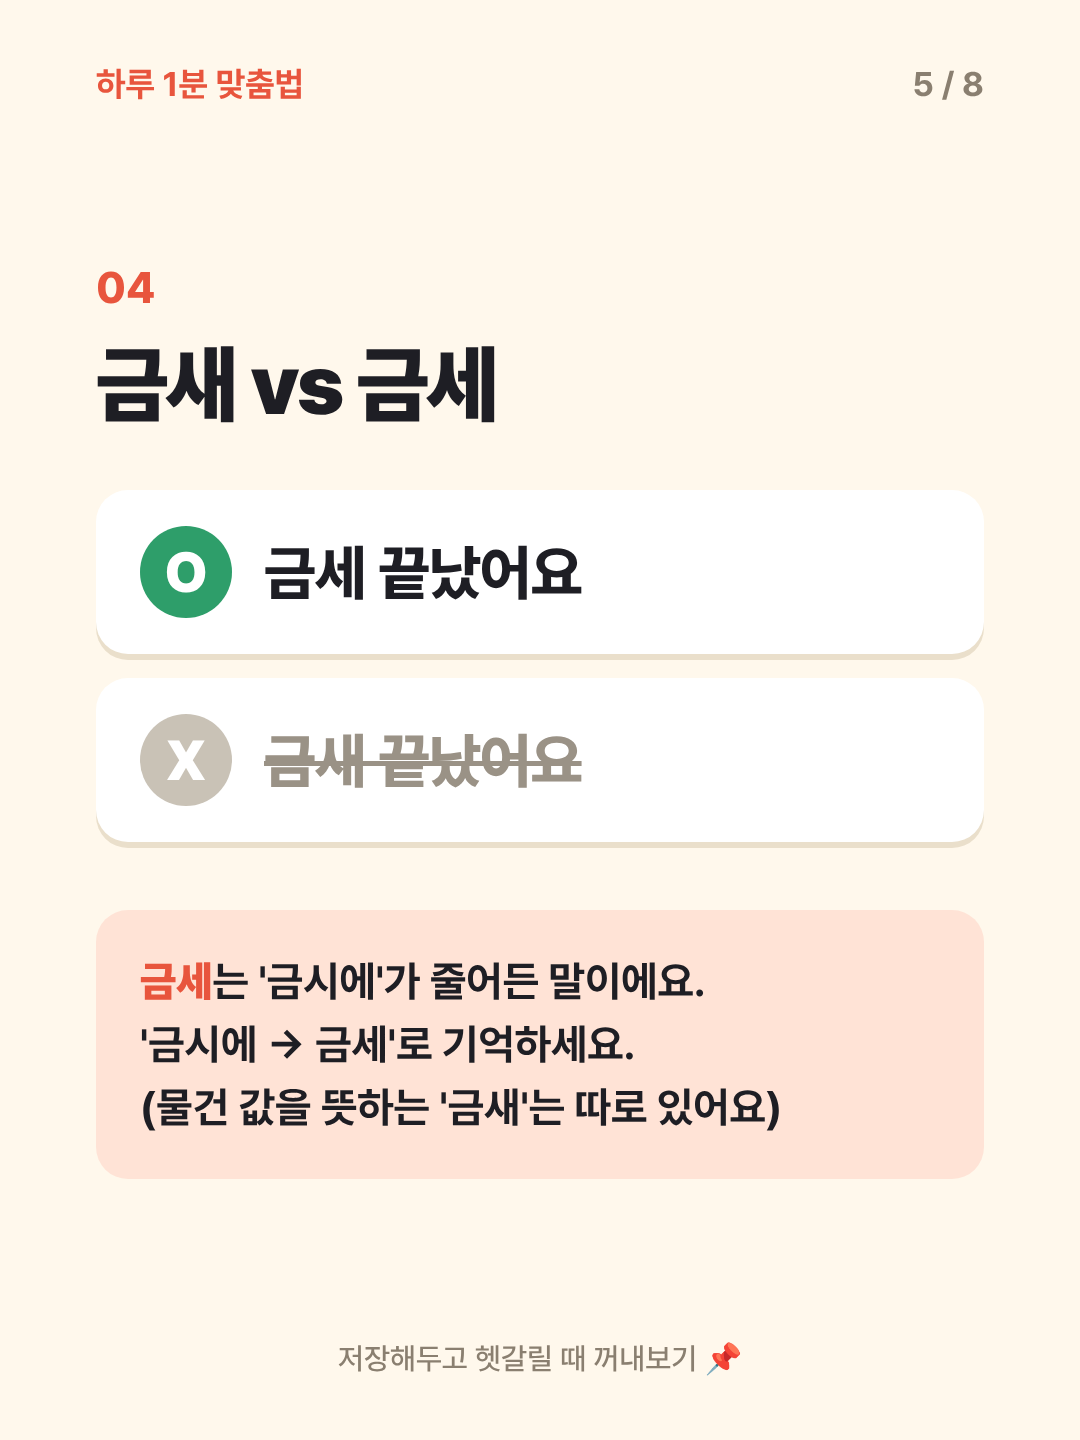 하루 1분 맞춤법
5 / 8
04
금새 vs 금세
O 금세 끝났어요
X 금새 끝났어요
금세는 '금시에'가 줄어든 말이에요.
'금시에 → 금세'로 기억하세요.
(물건 값을 뜻하는 '금새'는 따로 있어요)
저장해두고 헷갈릴 때 꺼내보기 📌